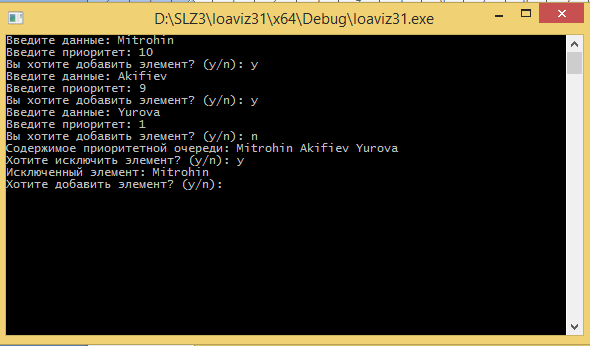 D:\SLZ3\loaviz31\x64\Debug\loaviz31.exe
Введите данные: Mitrohin
Введите приоритет: 10
Вы хотите добавить элемент? (y/n): y
Введите данные: Akifiev
Введите приоритет: 9
Вы хотите добавить элемент? (y/n): y
Введите данные: Yurova
Введите приоритет: 1
Вы хотите добавить элемент? (y/n): n
Содержимое приоритетной очереди: Mitrohin Akifiev Yurova
Хотите исключить элемент? (y/n): y
Исключенный элемент: Mitrohin
Хотите добавить элемент? (y/n):